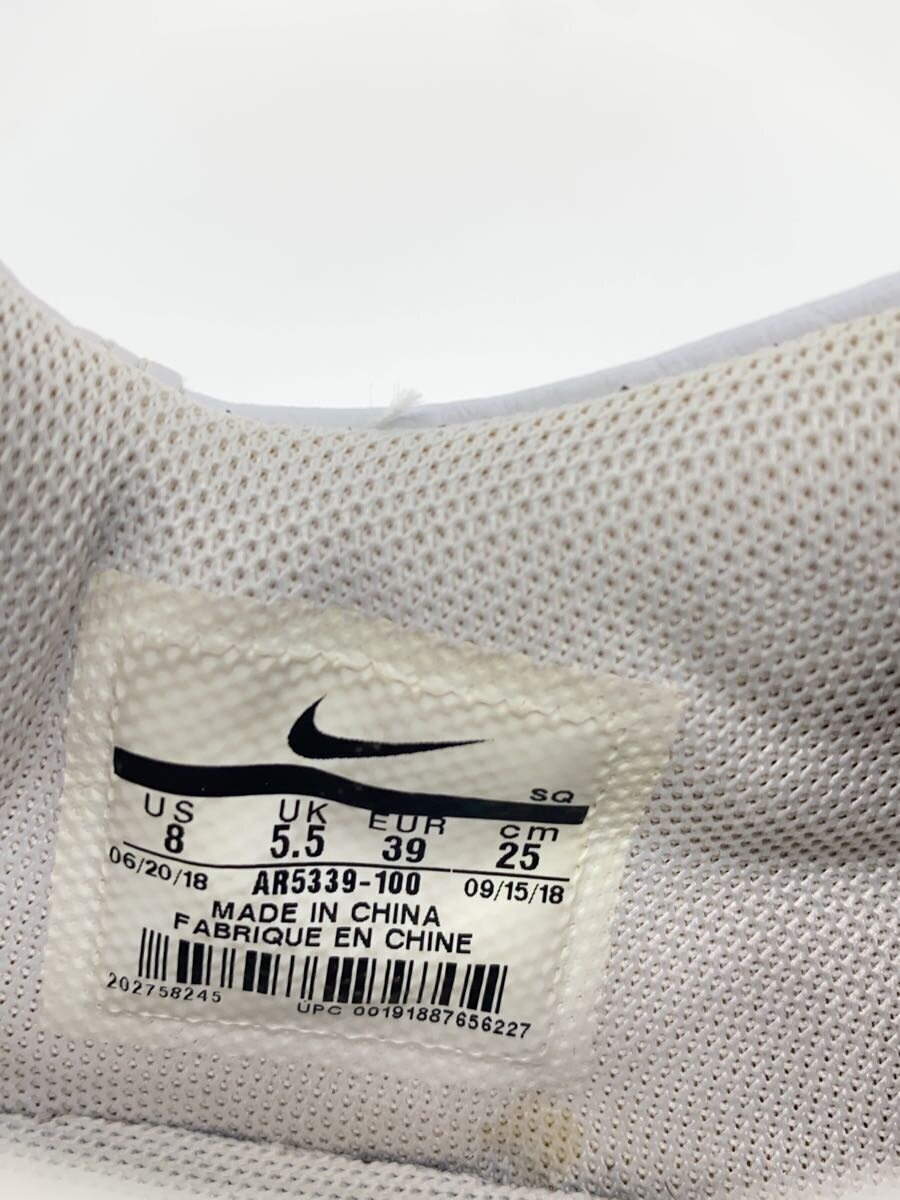 SQ
US UK EUR cm
8 5.5 39 25
06/20/18 AR5339-100 09/15/18
MADE IN CHINA
FABRIQUE EN CHINE
202758245
UPC 00191887656227